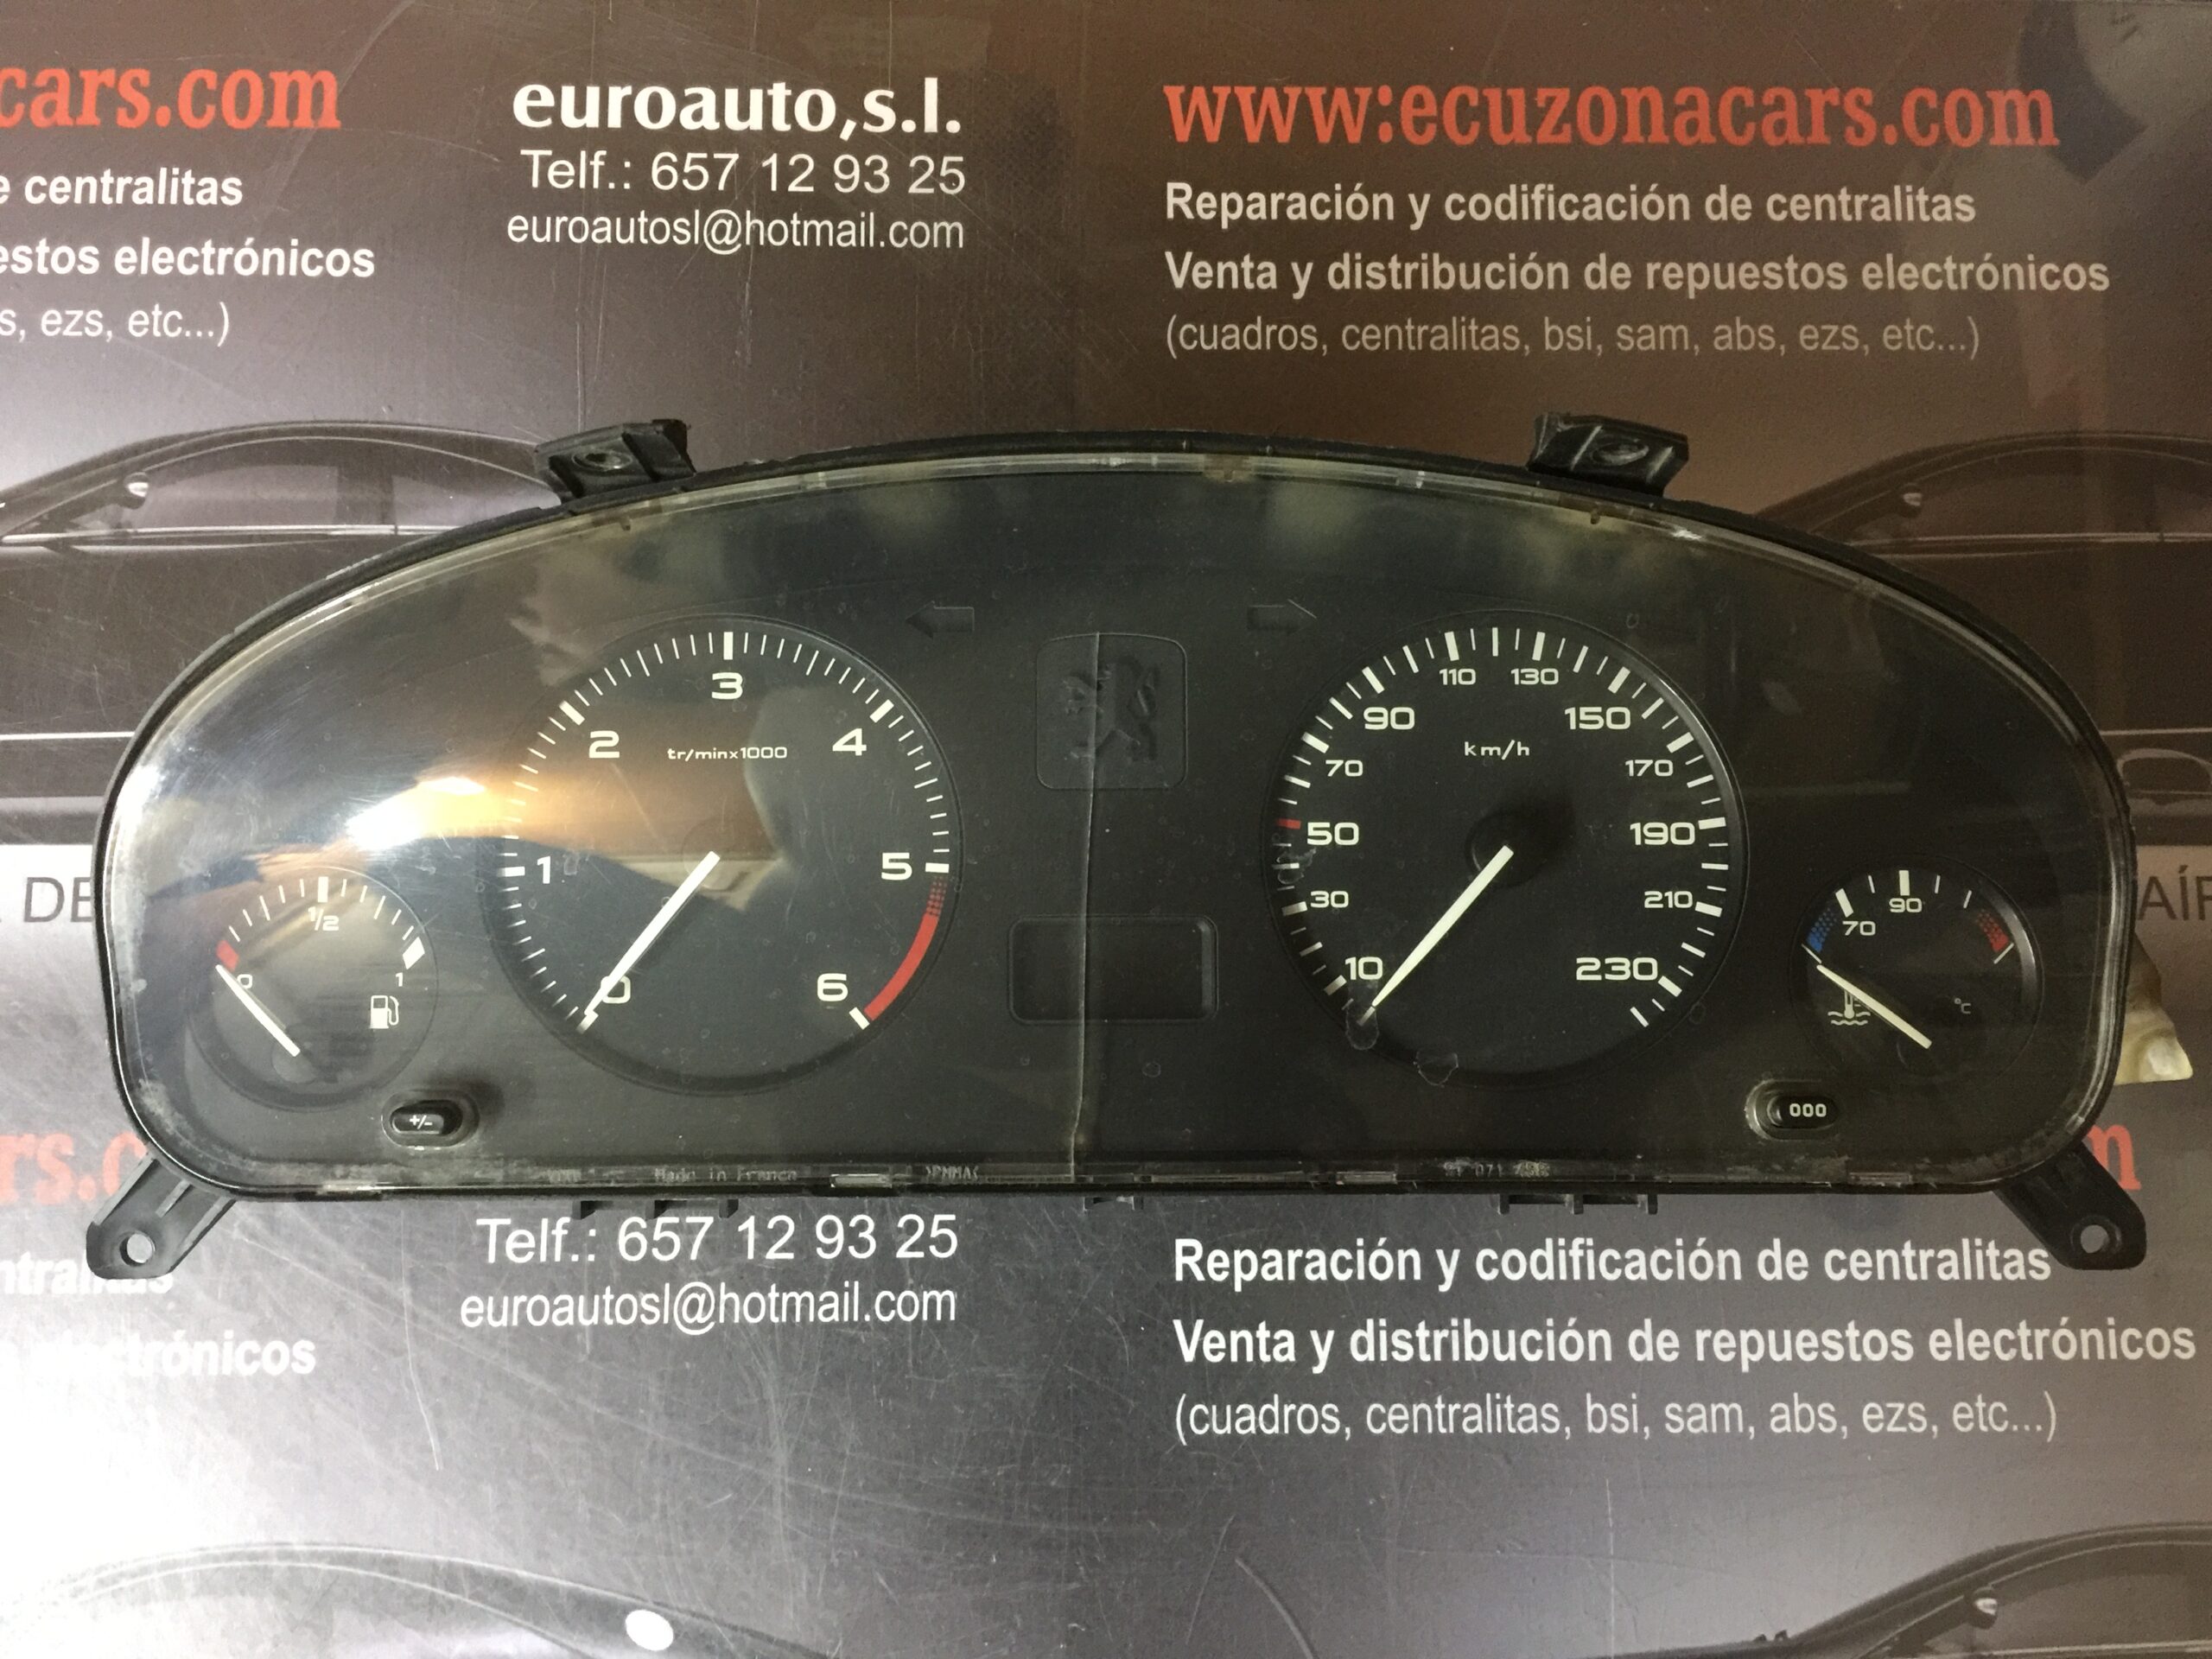 cars.com
euroauto,s.l.
www:ecuzonacars.com
e centralitas
Telf.: 657 12 93 25
Reparación y codificación de centralitas
estos electrónicos
euroautosl@hotmail.com
Venta y distribución de repuestos electrónicos
s, ezs, etc...)
(cuadros, centralitas, bsi, sam, abs, ezs, etc...)
0 1/2 1
0 1 2 3 4 5 6
tr/minx1000
10 30 50 70 90 110 130 150 170 190 210 230
km/h
70 90
°C
+/-
000
Made in France
>PMMA<
DE
Telf.: 657 12 93 25
Reparación y codificación de centralitas
euroautosl@hotmail.com
Venta y distribución de repuestos electrónicos
electrónicos
(cuadros, centralitas, bsi, sam, abs, ezs, etc...)